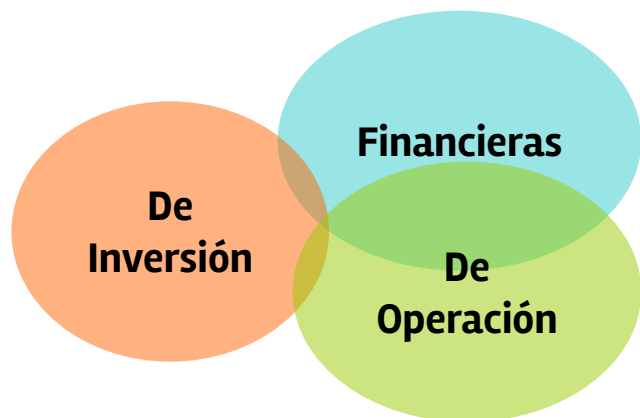 Financieras
De
Inversión
De
Operación